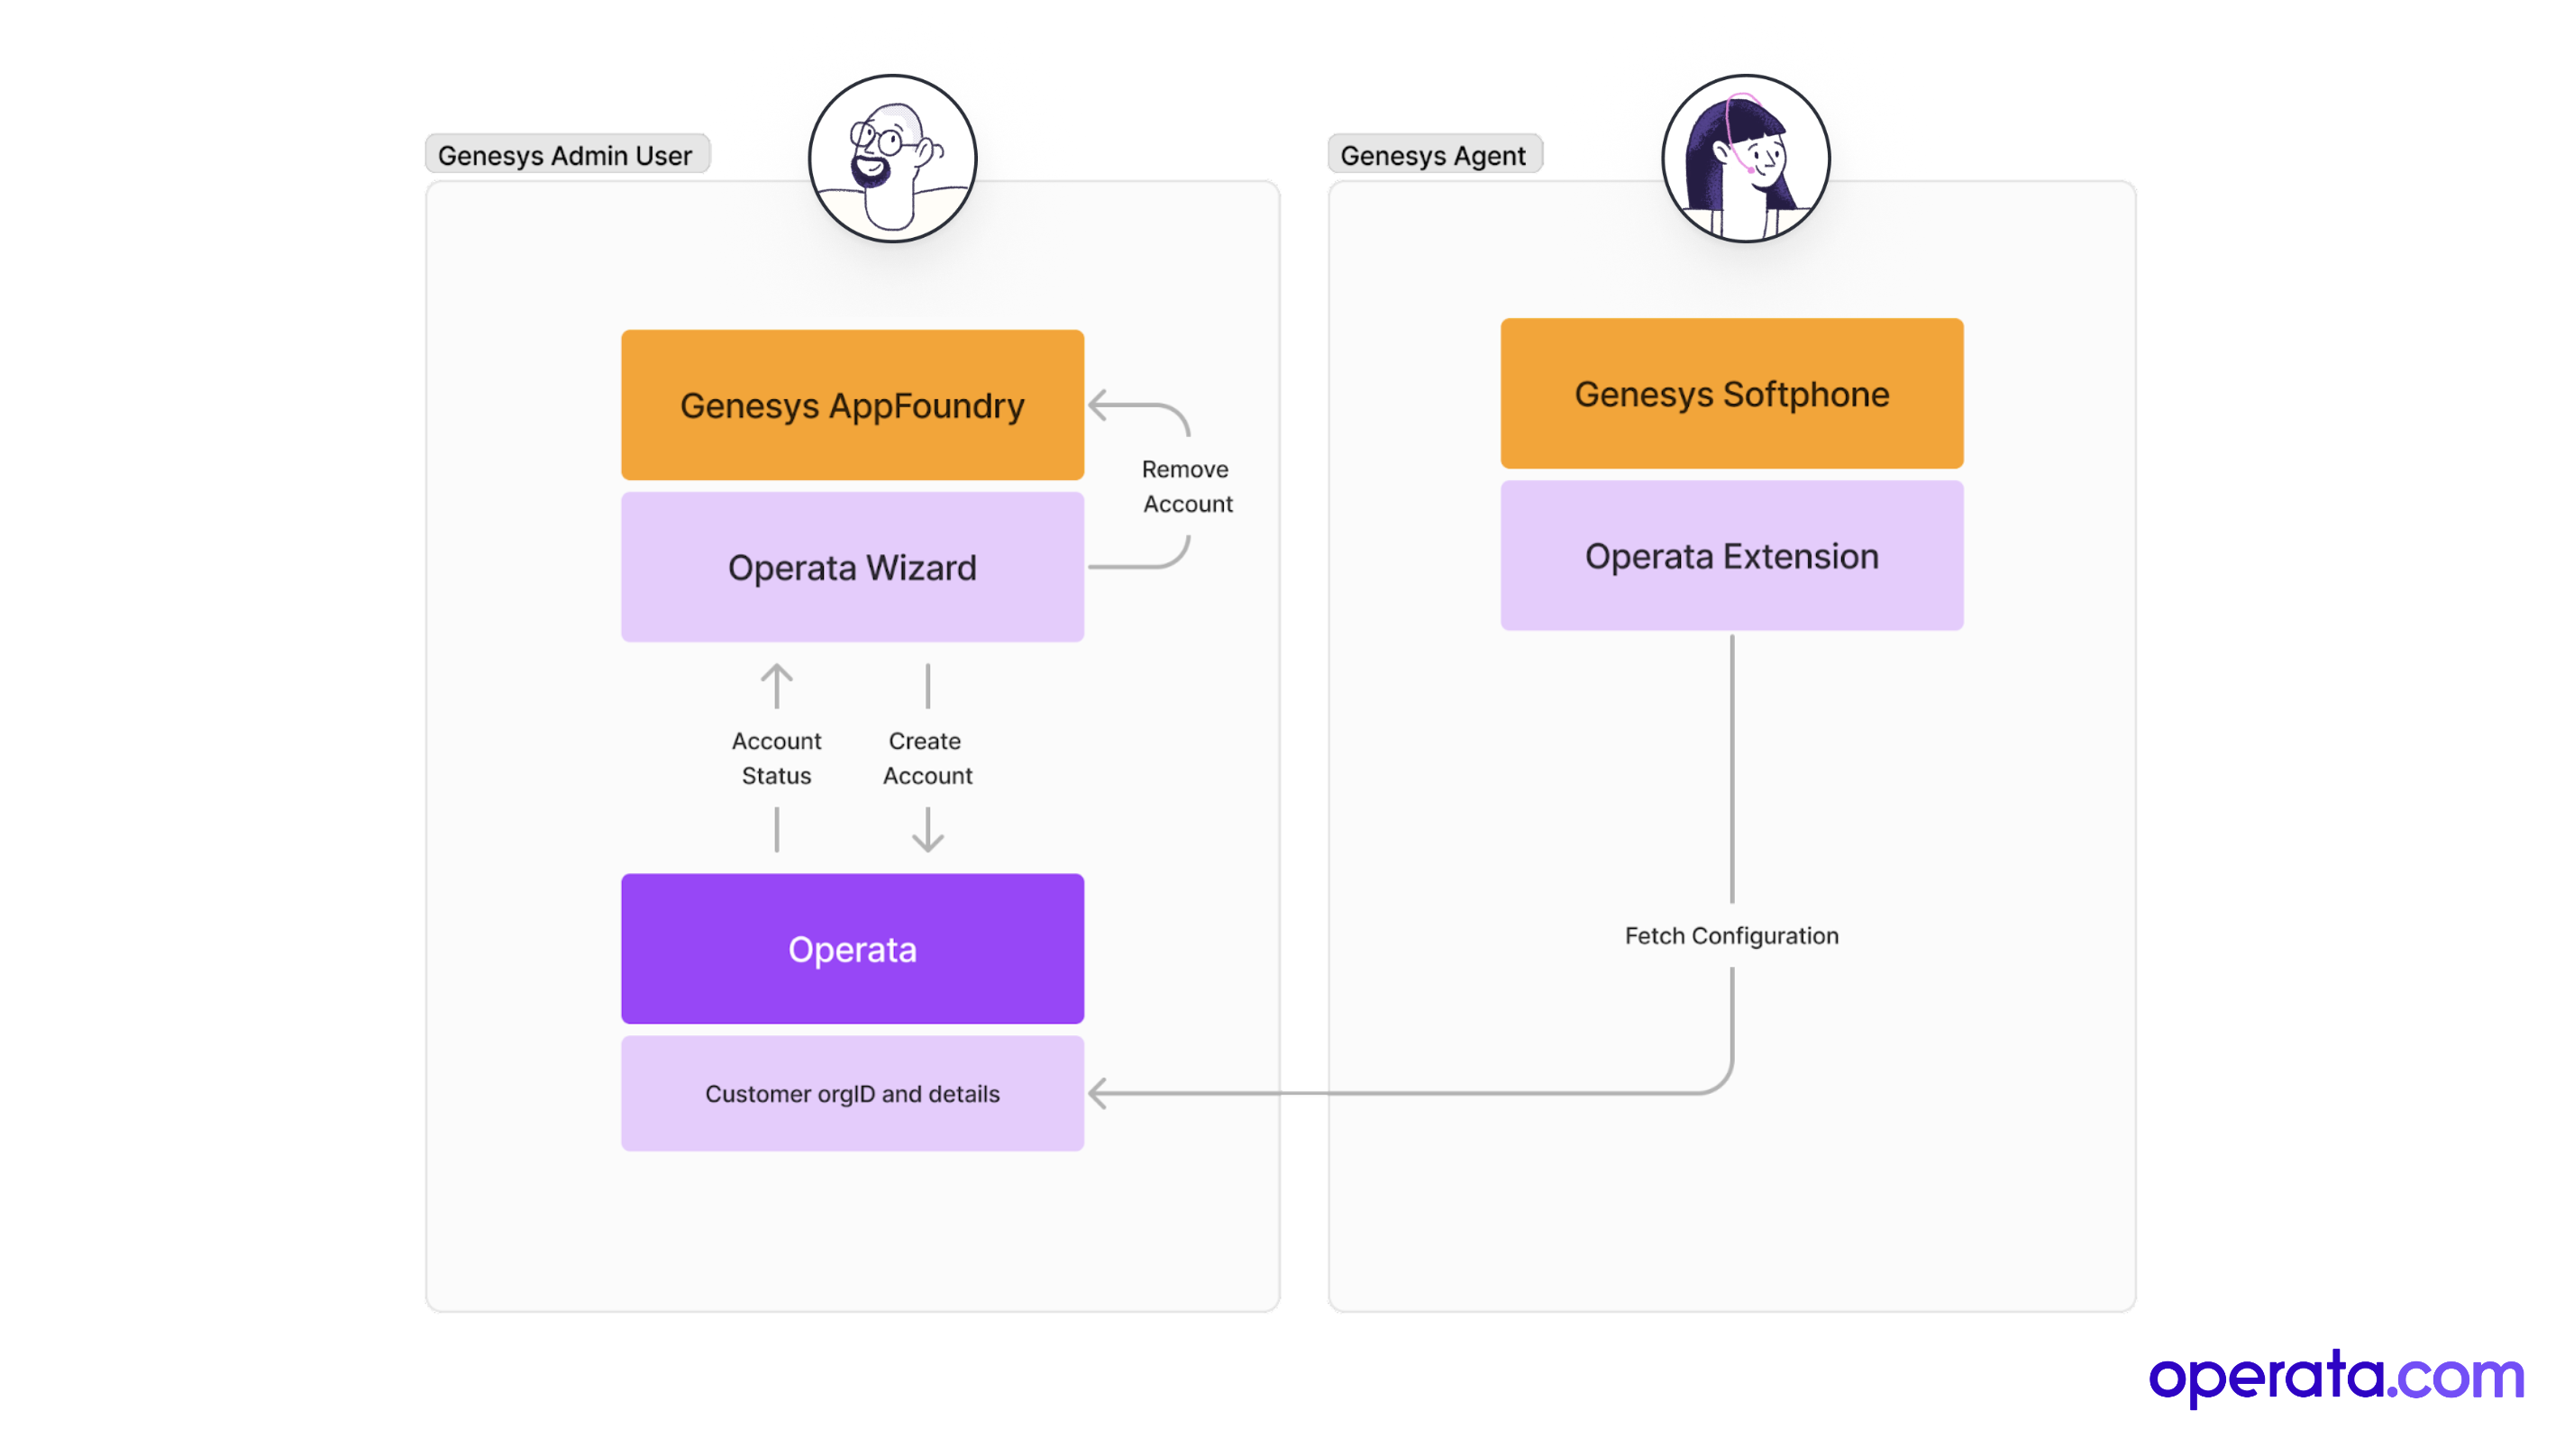 Genesys Admin User
Genesys AppFoundry
Remove
Account
Operata Wizard
Account
Status
Create
Account
Operata
Customer orgID and details
Genesys Agent
Genesys Softphone
Operata Extension
Fetch Configuration
operata.com